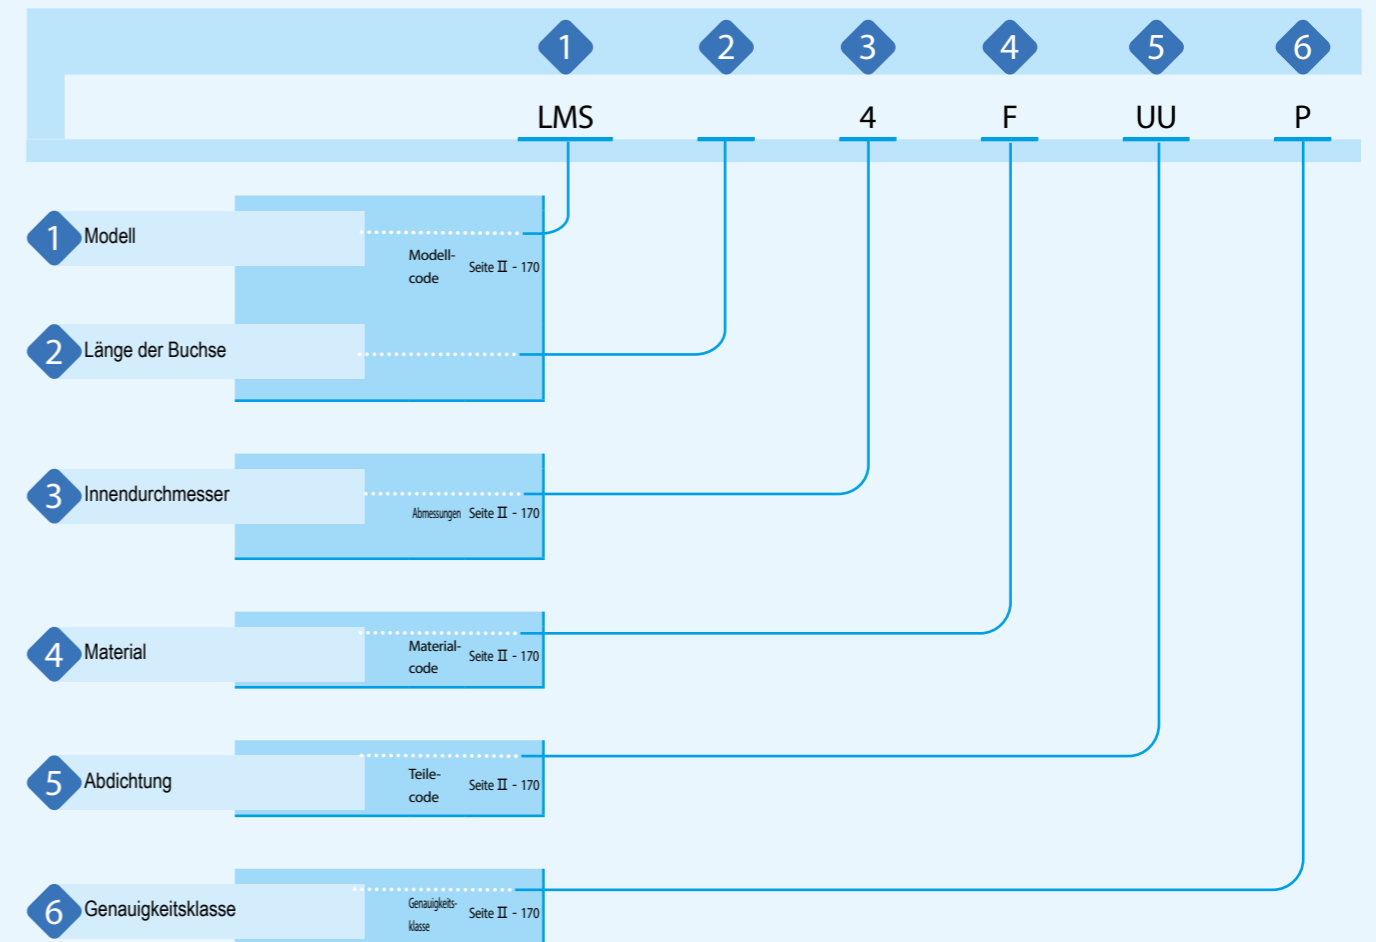 1 2 3 4 5 6
LMS 4 F UU P
1 Modell
Modell-
code Seite Ⅱ - 170
2 Länge der Buchse
3 Innendurchmesser
Abmessungen Seite Ⅱ - 170
4 Material
Material-
code Seite Ⅱ - 170
5 Abdichtung
Teile-
code Seite Ⅱ - 170
6 Genauigkeitsklasse
Genauigkeits-
klasse Seite Ⅱ - 170